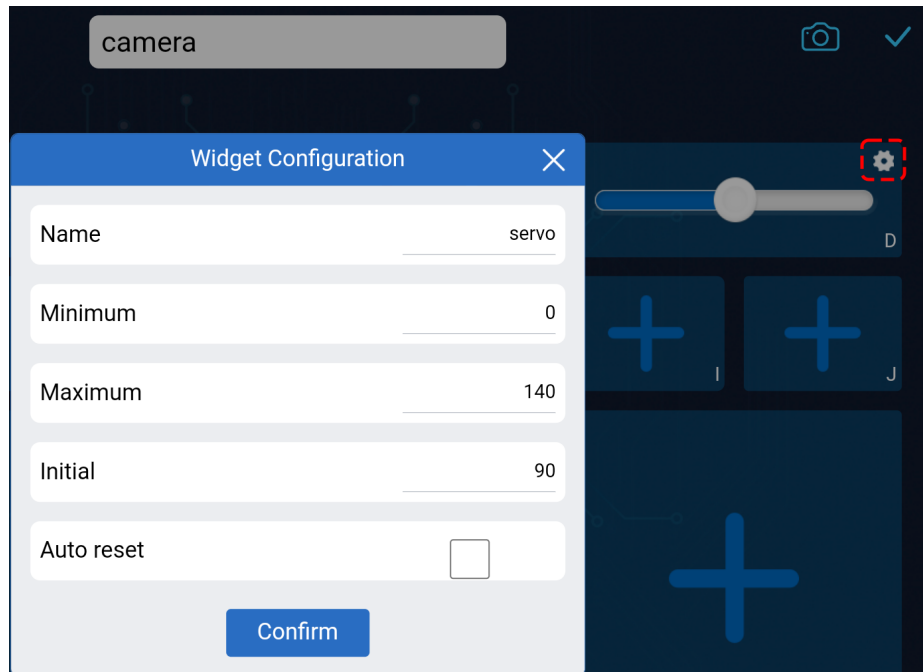 camera
Widget Configuration
Name servo
Minimum 0
Maximum 140
Initial 90
Auto reset
Confirm
D
I
J